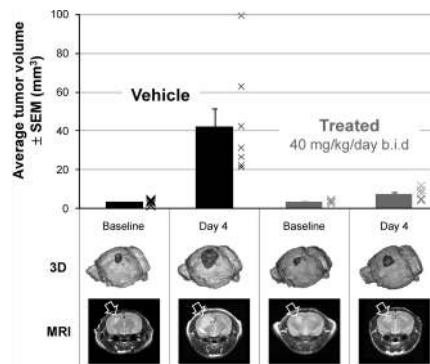 Average tumor volume
± SEM (mm³)
100
80
60
40
20
0
Vehicle
Treated
40 mg/kg/day b.i.d
Baseline
Day 4
Baseline
Day 4
3D
MRI